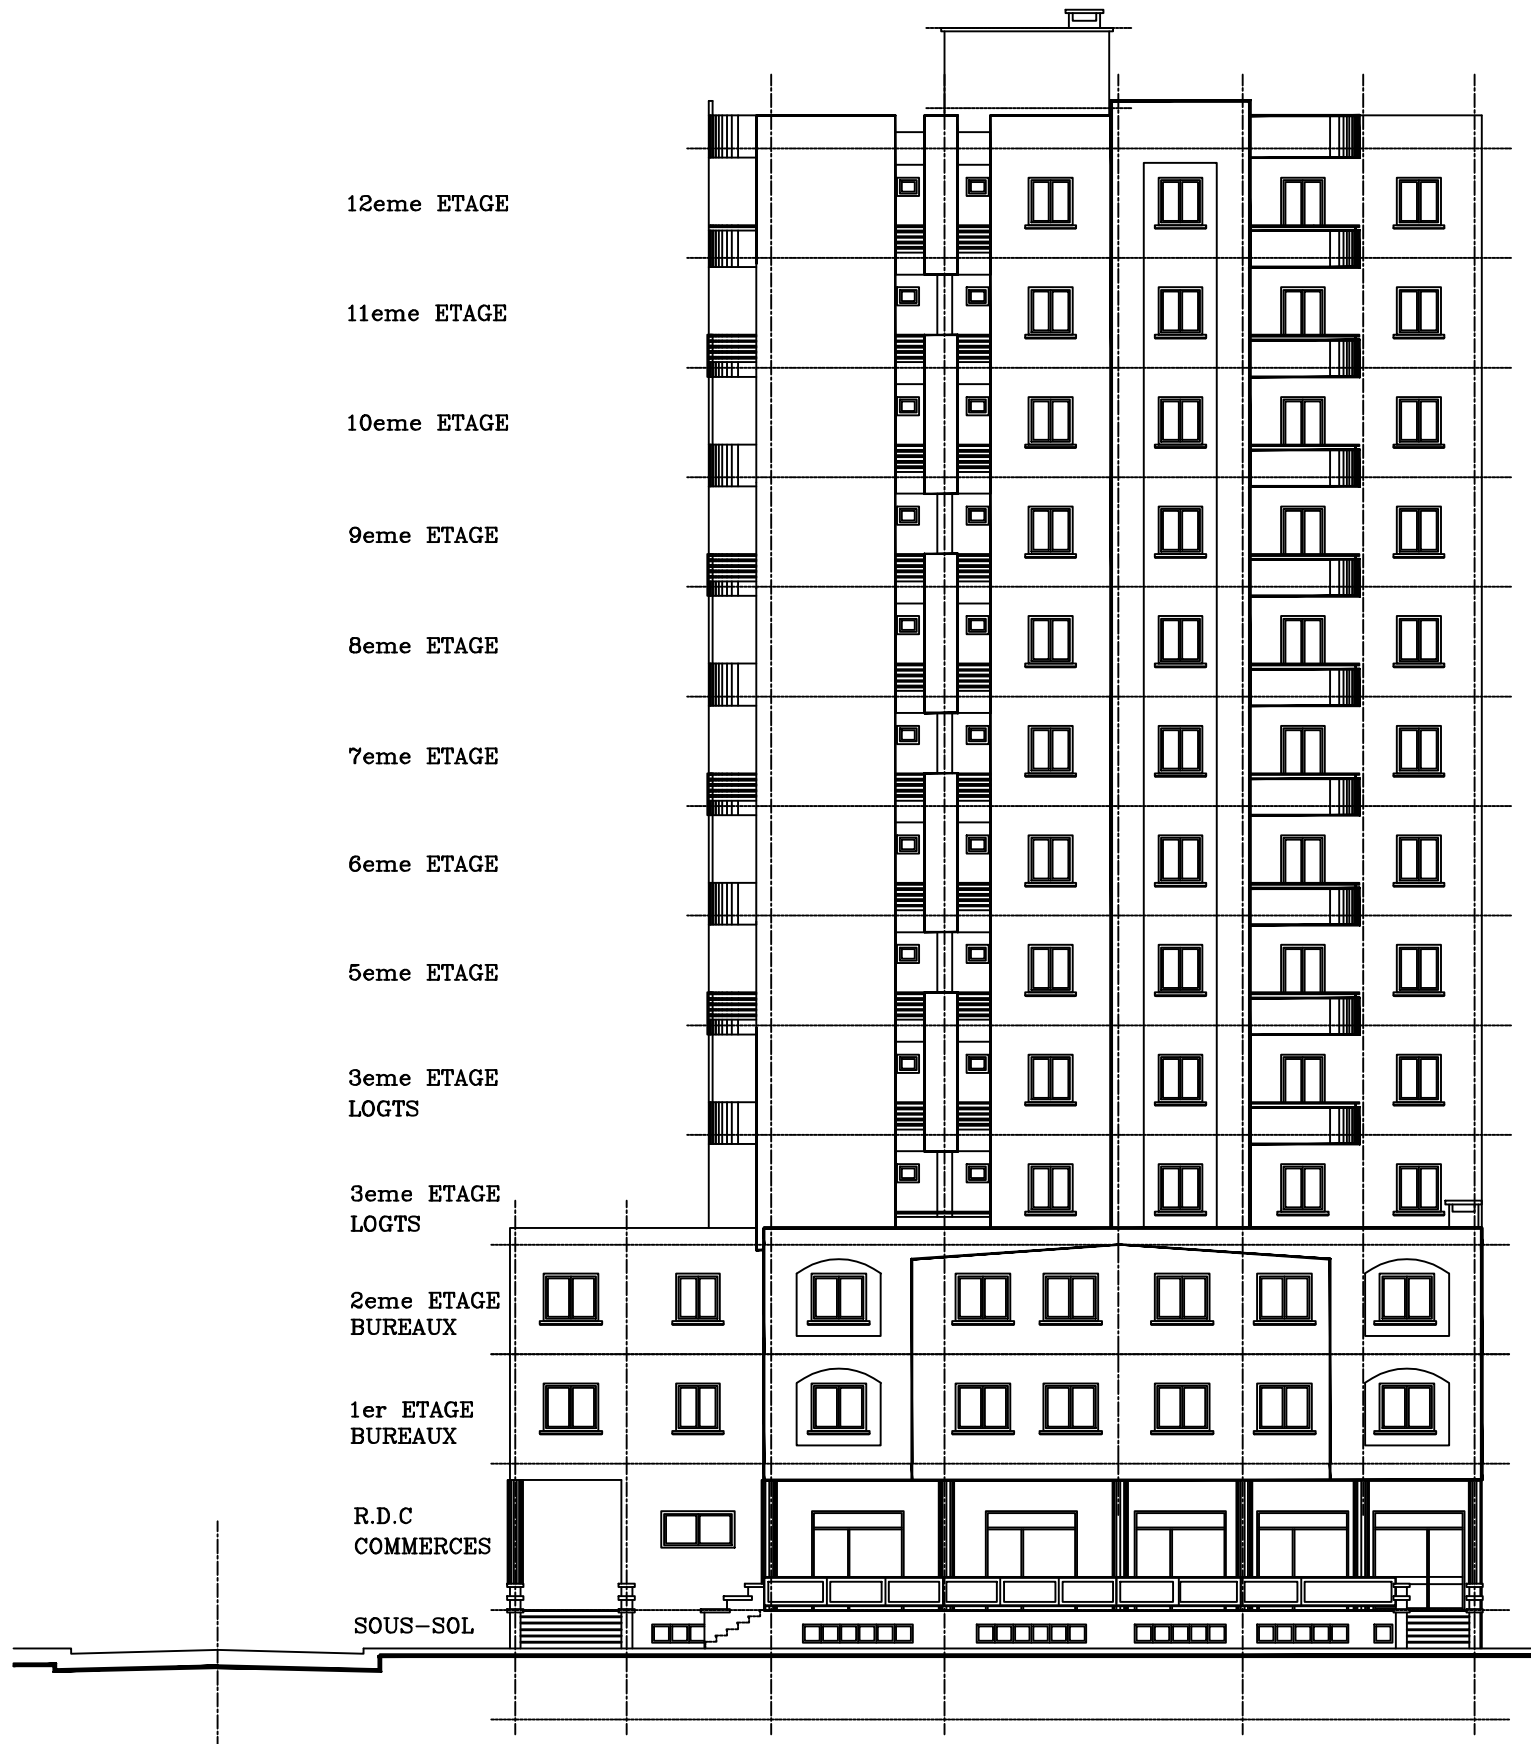 12eme ETAGE
11eme ETAGE
10eme ETAGE
9eme ETAGE
8eme ETAGE
7eme ETAGE
6eme ETAGE
5eme ETAGE
3eme ETAGE
LOGTS
3eme ETAGE
LOGTS
2eme ETAGE
BUREAUX
1er ETAGE
BUREAUX
R.D.C
COMMERCES
SOUS-SOL